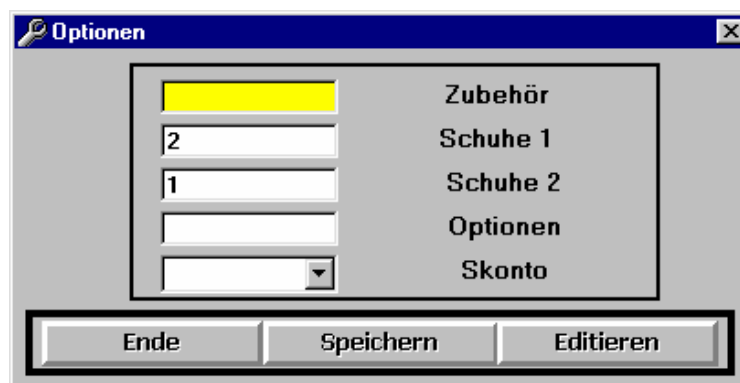 Optionen
Zubehör
2 Schuhe 1
1 Schuhe 2
Optionen
Skonto
Ende Speichern Editieren